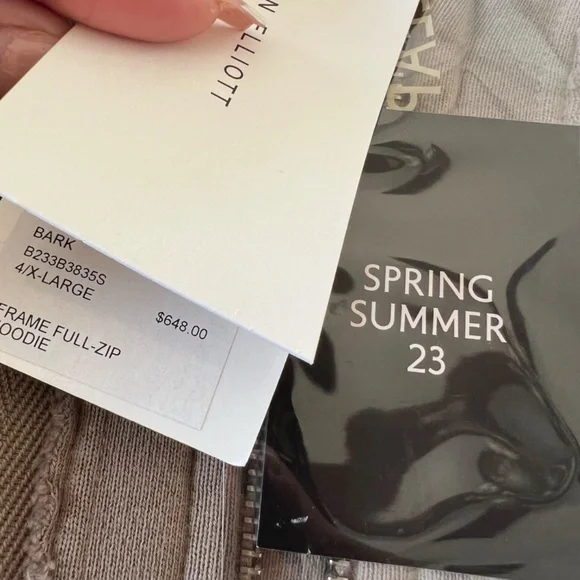 N ELLIOTT
BARK
B233B3835S
4/X-LARGE
$648.00
FRAME FULL-ZIP
OODIE
SPRING
SUMMER
23